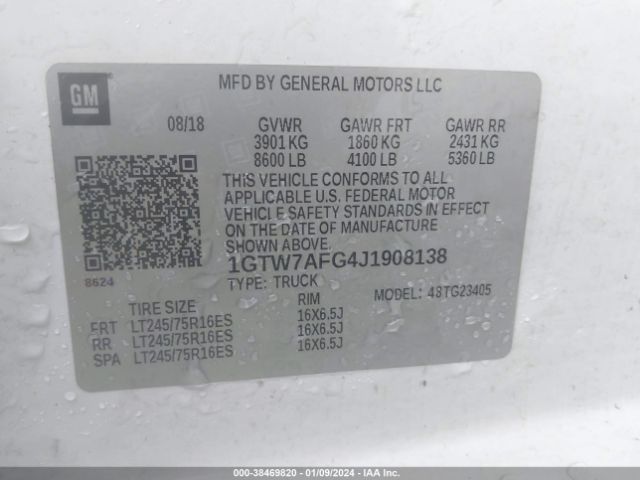 GM
MFD BY GENERAL MOTORS LLC
08/18 GVWR GAWR FRT GAWR RR
3901 KG 1860 KG 2431 KG
8600 LB 4100 LB 5360 LB
THIS VEHICLE CONFORMS TO ALL
APPLICABLE U.S. FEDERAL MOTOR
VEHICLE SAFETY STANDARDS IN EFFECT
ON THE DATE OF MANUFACTURE
SHOWN ABOVE.
1GTW7AFG4J1908138
8624
TYPE: TRUCK MODEL: 48TG23405
TIRE SIZE RIM
FRT LT245/75R16ES 16X6.5J
RR LT245/75R16ES 16X6.5J
SPA LT245/75R16ES 16X6.5J
000-38469820 - 01/09/2024 - IAA Inc.